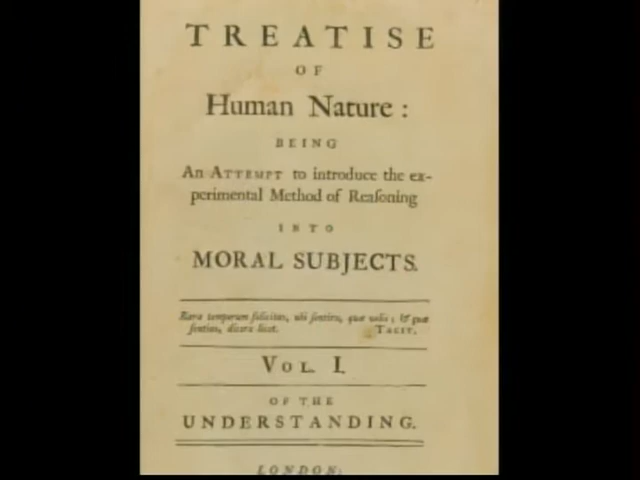 TREATISE
OF
Human Nature:
BEING
An ATTEMPT to introduce the ex-
perimental Method of Reaſoning
INTO
MORAL SUBJECTS.
Rara temporum felicitas, ubi ſentire, quæ velis; & quæ
ſentias, dicere licet. TACIT.
VOL. I.
OF THE
UNDERSTANDING.
LONDON: